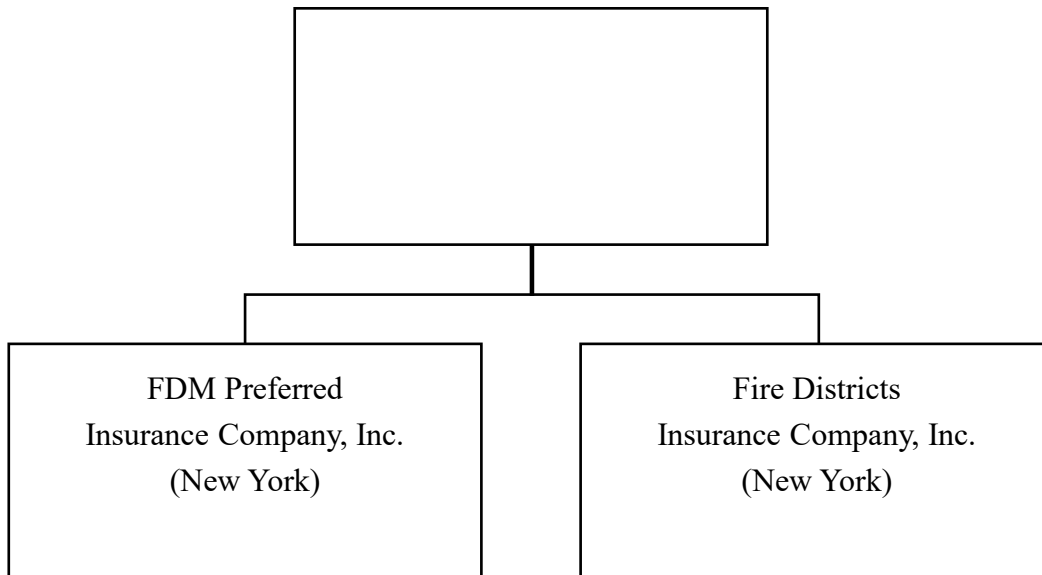 FDM Preferred
Insurance Company, Inc.
(New York)
Fire Districts
Insurance Company, Inc.
(New York)